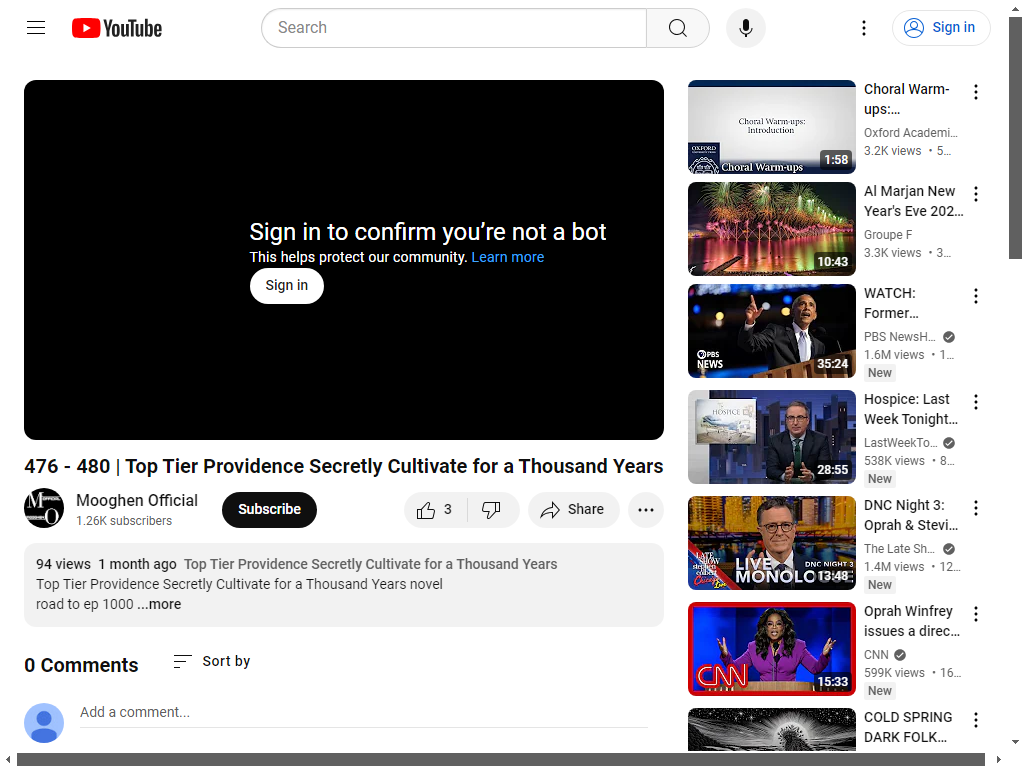 YouTube
Search
Sign in
Sign in to confirm you're not a bot
This helps protect our community. Learn more
Sign in
476 - 480 | Top Tier Providence Secretly Cultivate for a Thousand Years
Mooghen Official
1.26K subscribers
Subscribe
3
Share
94 views 1 month ago Top Tier Providence Secretly Cultivate for a Thousand Years
Top Tier Providence Secretly Cultivate for a Thousand Years novel
road to ep 1000 ...more
0 Comments
Sort by
Add a comment...
Choral Warm-ups:
Introduction
OXFORD
Choral Warm-ups
1:58
Choral Warm-
ups:...
Oxford Academi...
3.2K views • 5...
10:43
Al Marjan New
Year's Eve 202...
Groupe F
3.3K views • 3...
PBS
NEWS
35:24
WATCH:
Former...
PBS NewsH...
1.6M views • 1...
New
HOSPICE
28:55
Hospice: Last
Week Tonight...
LastWeekTo...
538K views • 8...
New
LATE
SHOW
stephen
colbert
Chicago
Live
LIVE
MONOLOGUE
DNC NIGHT 3
13:48
DNC Night 3:
Oprah & Stevi...
The Late Sh...
1.4M views • 12...
New
CNN
15:33
Oprah Winfrey
issues a direc...
CNN
599K views • 16...
New
COLD SPRING
DARK FOLK...